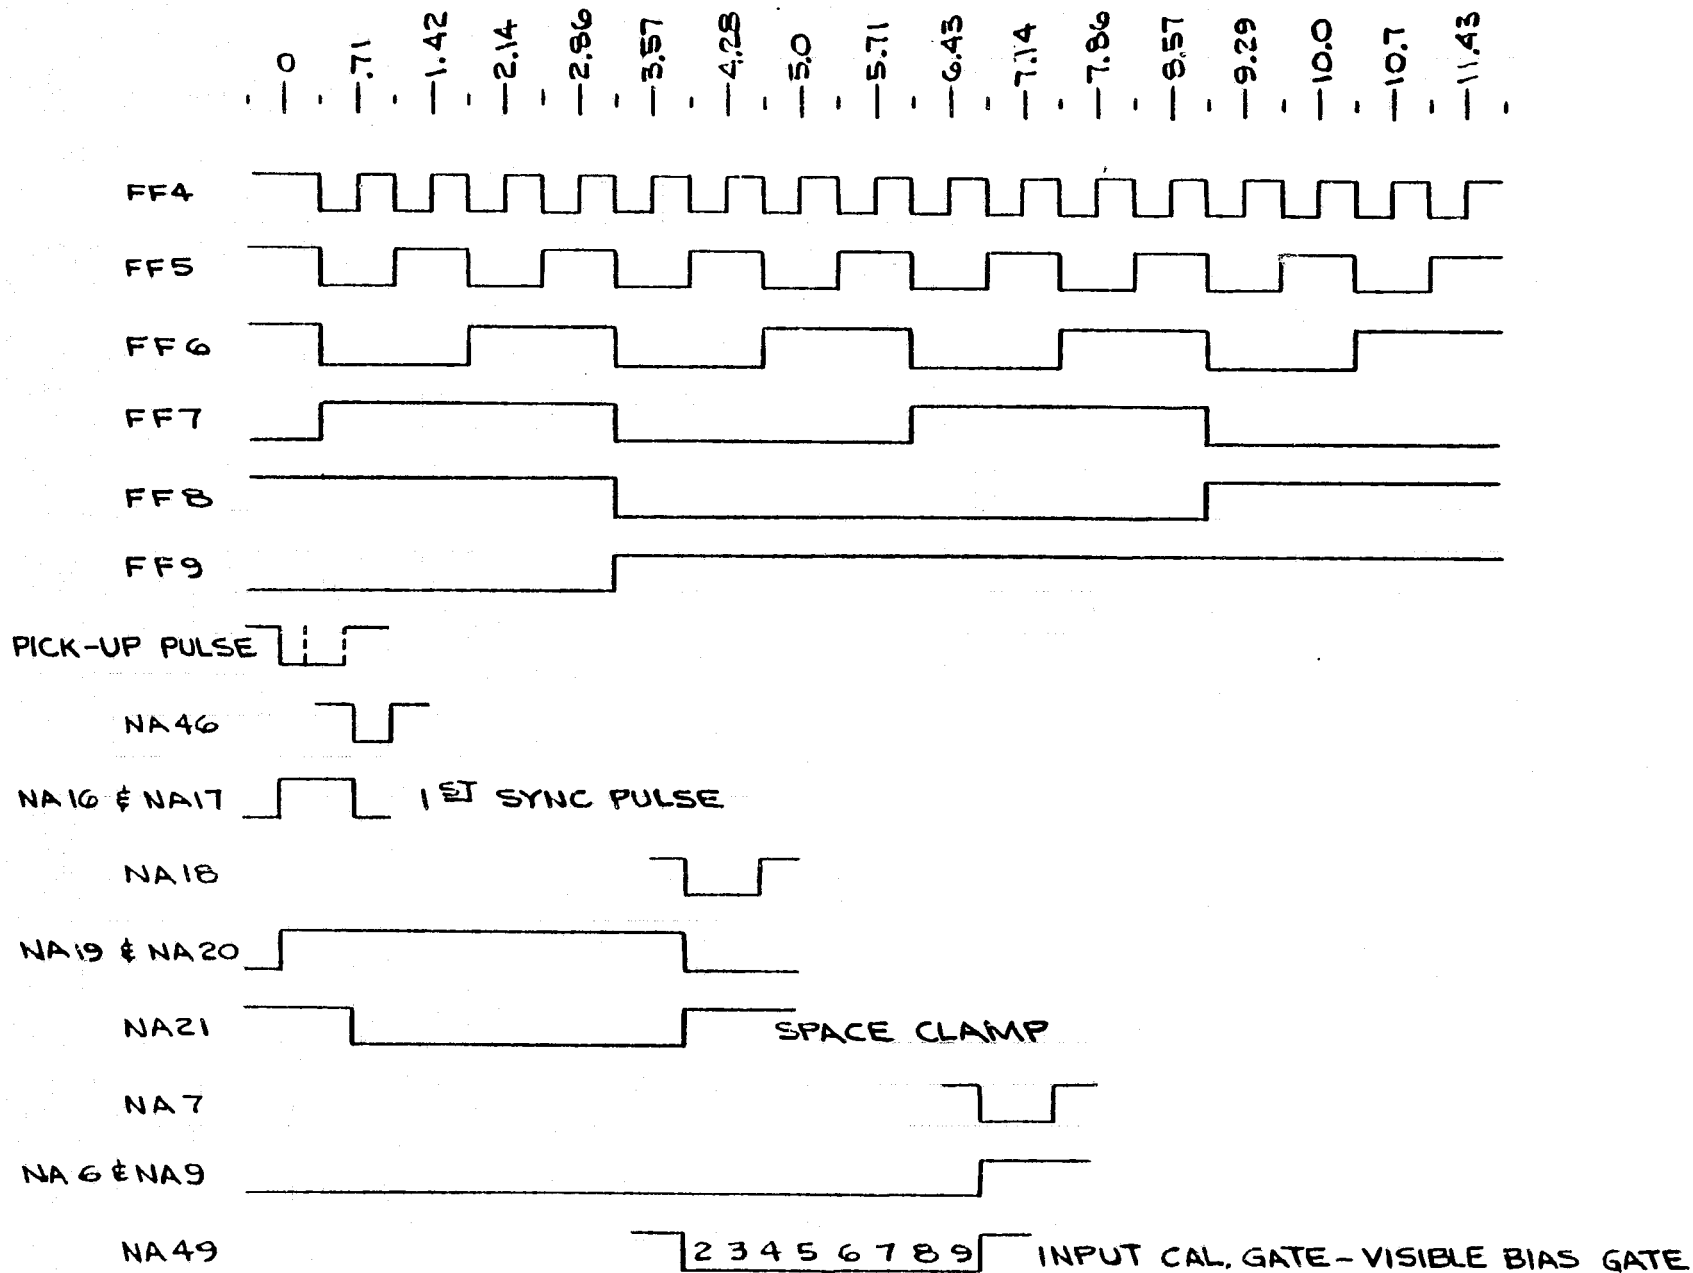 0 .71 1.42 2.14 2.86 3.57 4.28 5.0 5.71 6.43 7.14 7.86 8.57 9.29 10.0 10.7 11.43
FF4
FF5
FF6
FF7
FF8
FF9
PICK-UP PULSE
NA46
NA16 & NA17 1ST SYNC PULSE
NA18
NA19 & NA20
NA21 SPACE CLAMP
NA7
NA6 & NA9
NA49 2 3 4 5 6 7 8 9 INPUT CAL. GATE-VISIBLE BIAS GATE